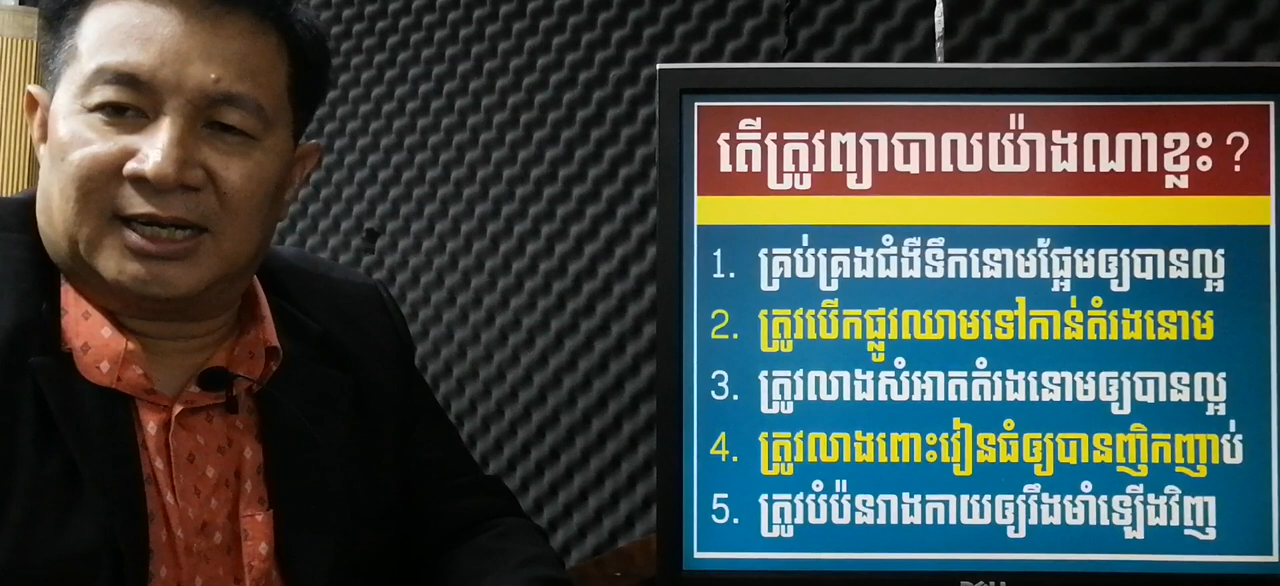 តើត្រូវព្យាបាលយ៉ាងណាខ្លះ ?
1. គ្រប់គ្រងជំងឺទឹកនោមផ្អែមឲ្យបានល្អ
2. ត្រូវបើកផ្លូវឈាមទៅកាន់តំរងនោម
3. ត្រូវលាងសំអាតតំរងនោមឲ្យបានល្អ
4. ត្រូវលាងពោះវៀនធំឲ្យបានញឹកញាប់
5. ត្រូវបំប៉នរាងកាយឲ្យរឹងមាំឡើងវិញ